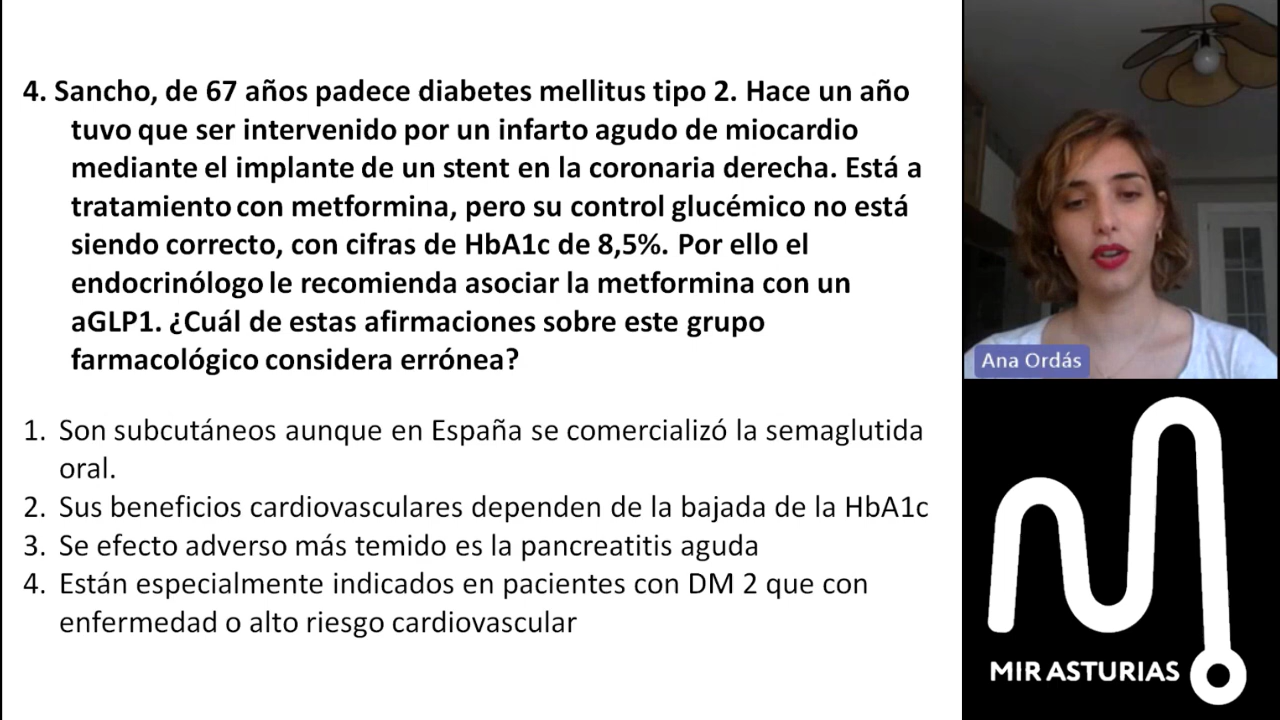 4. Sancho, de 67 años padece diabetes mellitus tipo 2. Hace un año
tuvo que ser intervenido por un infarto agudo de miocardio
mediante el implante de un stent en la coronaria derecha. Está a
tratamiento con metformina, pero su control glucémico no está
siendo correcto, con cifras de HbA1c de 8,5%. Por ello el
endocrinólogo le recomienda asociar la metformina con un
aGLP1. ¿Cuál de estas afirmaciones sobre este grupo
farmacológico considera errónea?
1. Son subcutáneos aunque en España se comercializó la semaglutida
oral.
2. Sus beneficios cardiovasculares dependen de la bajada de la HbA1c
3. Se efecto adverso más temido es la pancreatitis aguda
4. Están especialmente indicados en pacientes con DM 2 que con
enfermedad o alto riesgo cardiovascular
Ana Ordás
MIR ASTURIAS